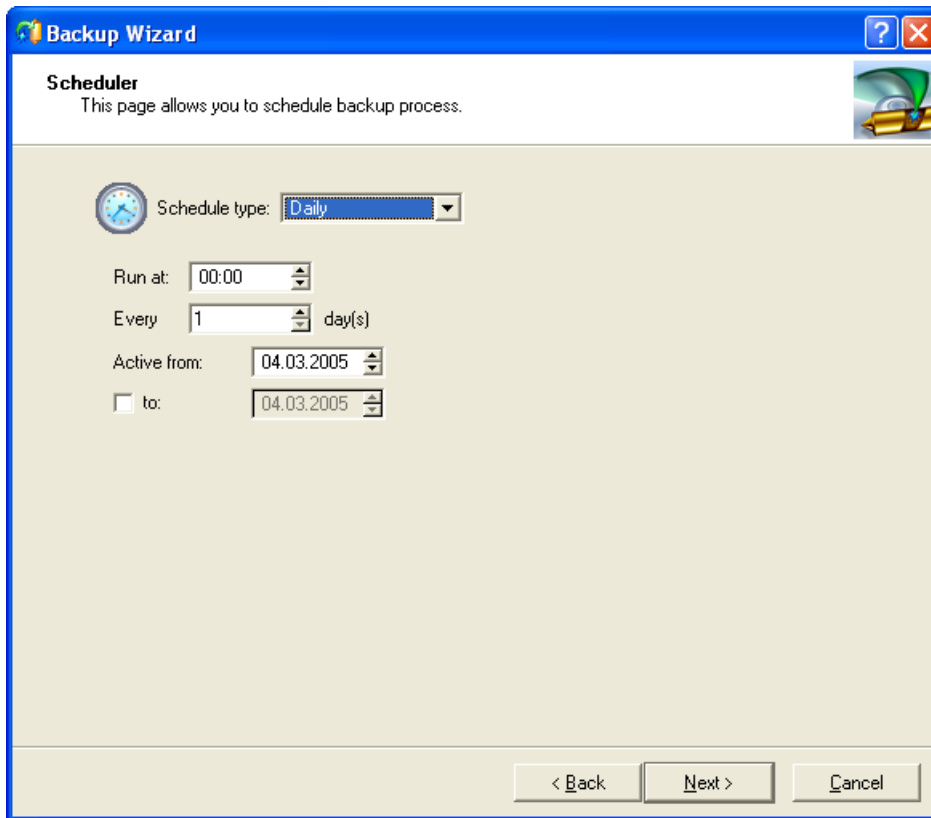 Backup Wizard
Scheduler
This page allows you to schedule backup process.
Schedule type: Daily
Run at: 00:00
Every 1 day(s)
Active from: 04.03.2005
to: 04.03.2005
< Back Next > Cancel